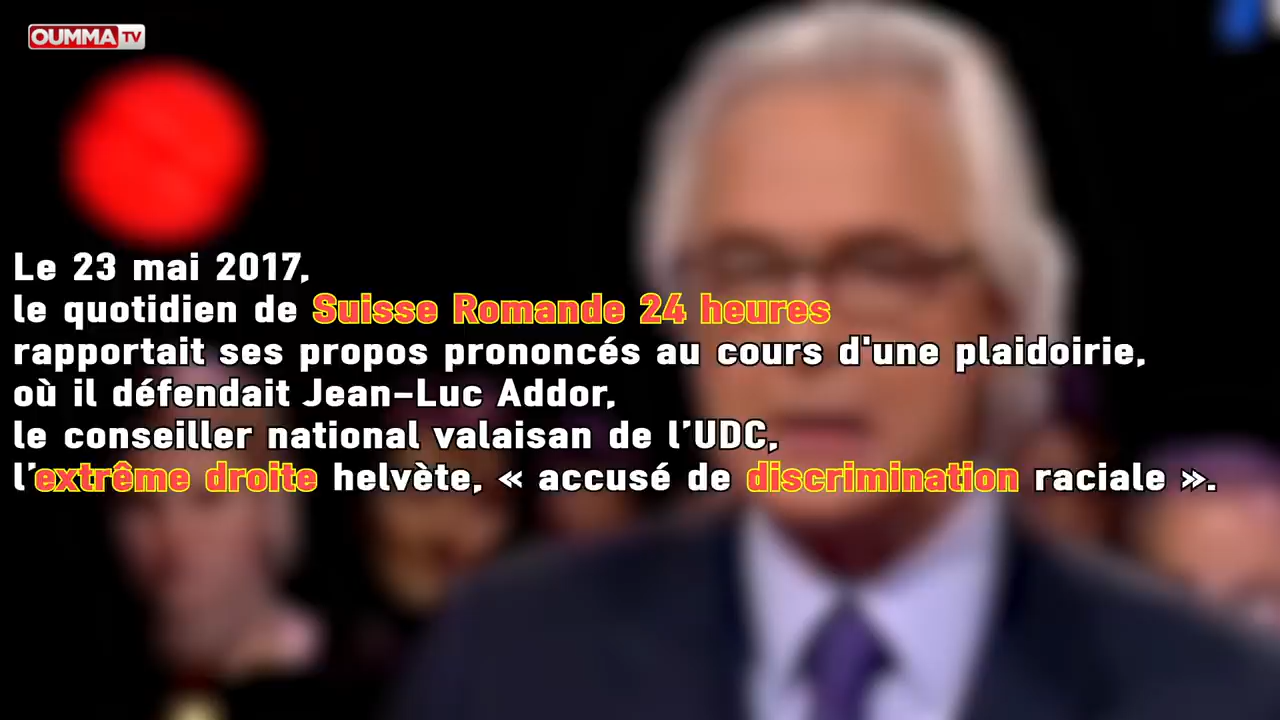 OUMMA TV
Le 23 mai 2017,
le quotidien de Suisse Romande 24 heures
rapportait ses propos prononcés au cours d'une plaidoirie,
où il défendait Jean-Luc Addor,
le conseiller national valaisan de l’UDC,
l’extrême droite helvète, « accusé de discrimination raciale ».